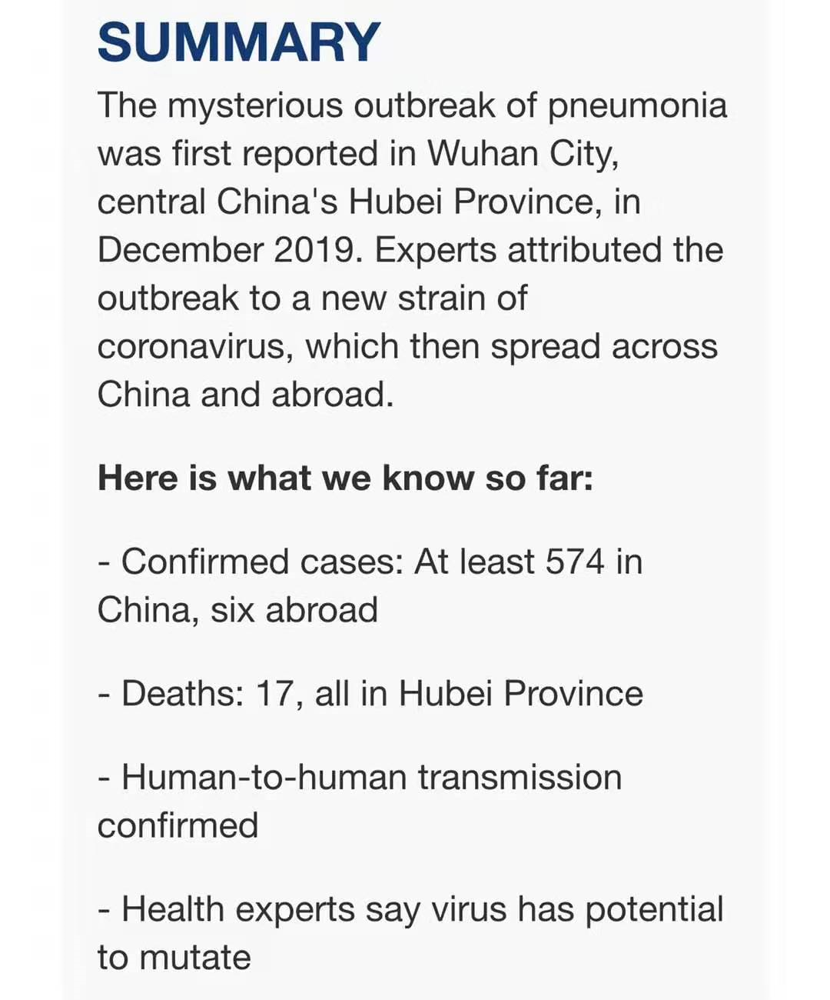 SUMMARY
The mysterious outbreak of pneumonia
was first reported in Wuhan City,
central China's Hubei Province, in
December 2019. Experts attributed the
outbreak to a new strain of
coronavirus, which then spread across
China and abroad.
Here is what we know so far:
- Confirmed cases: At least 574 in
China, six abroad
- Deaths: 17, all in Hubei Province
- Human-to-human transmission
confirmed
- Health experts say virus has potential
to mutate